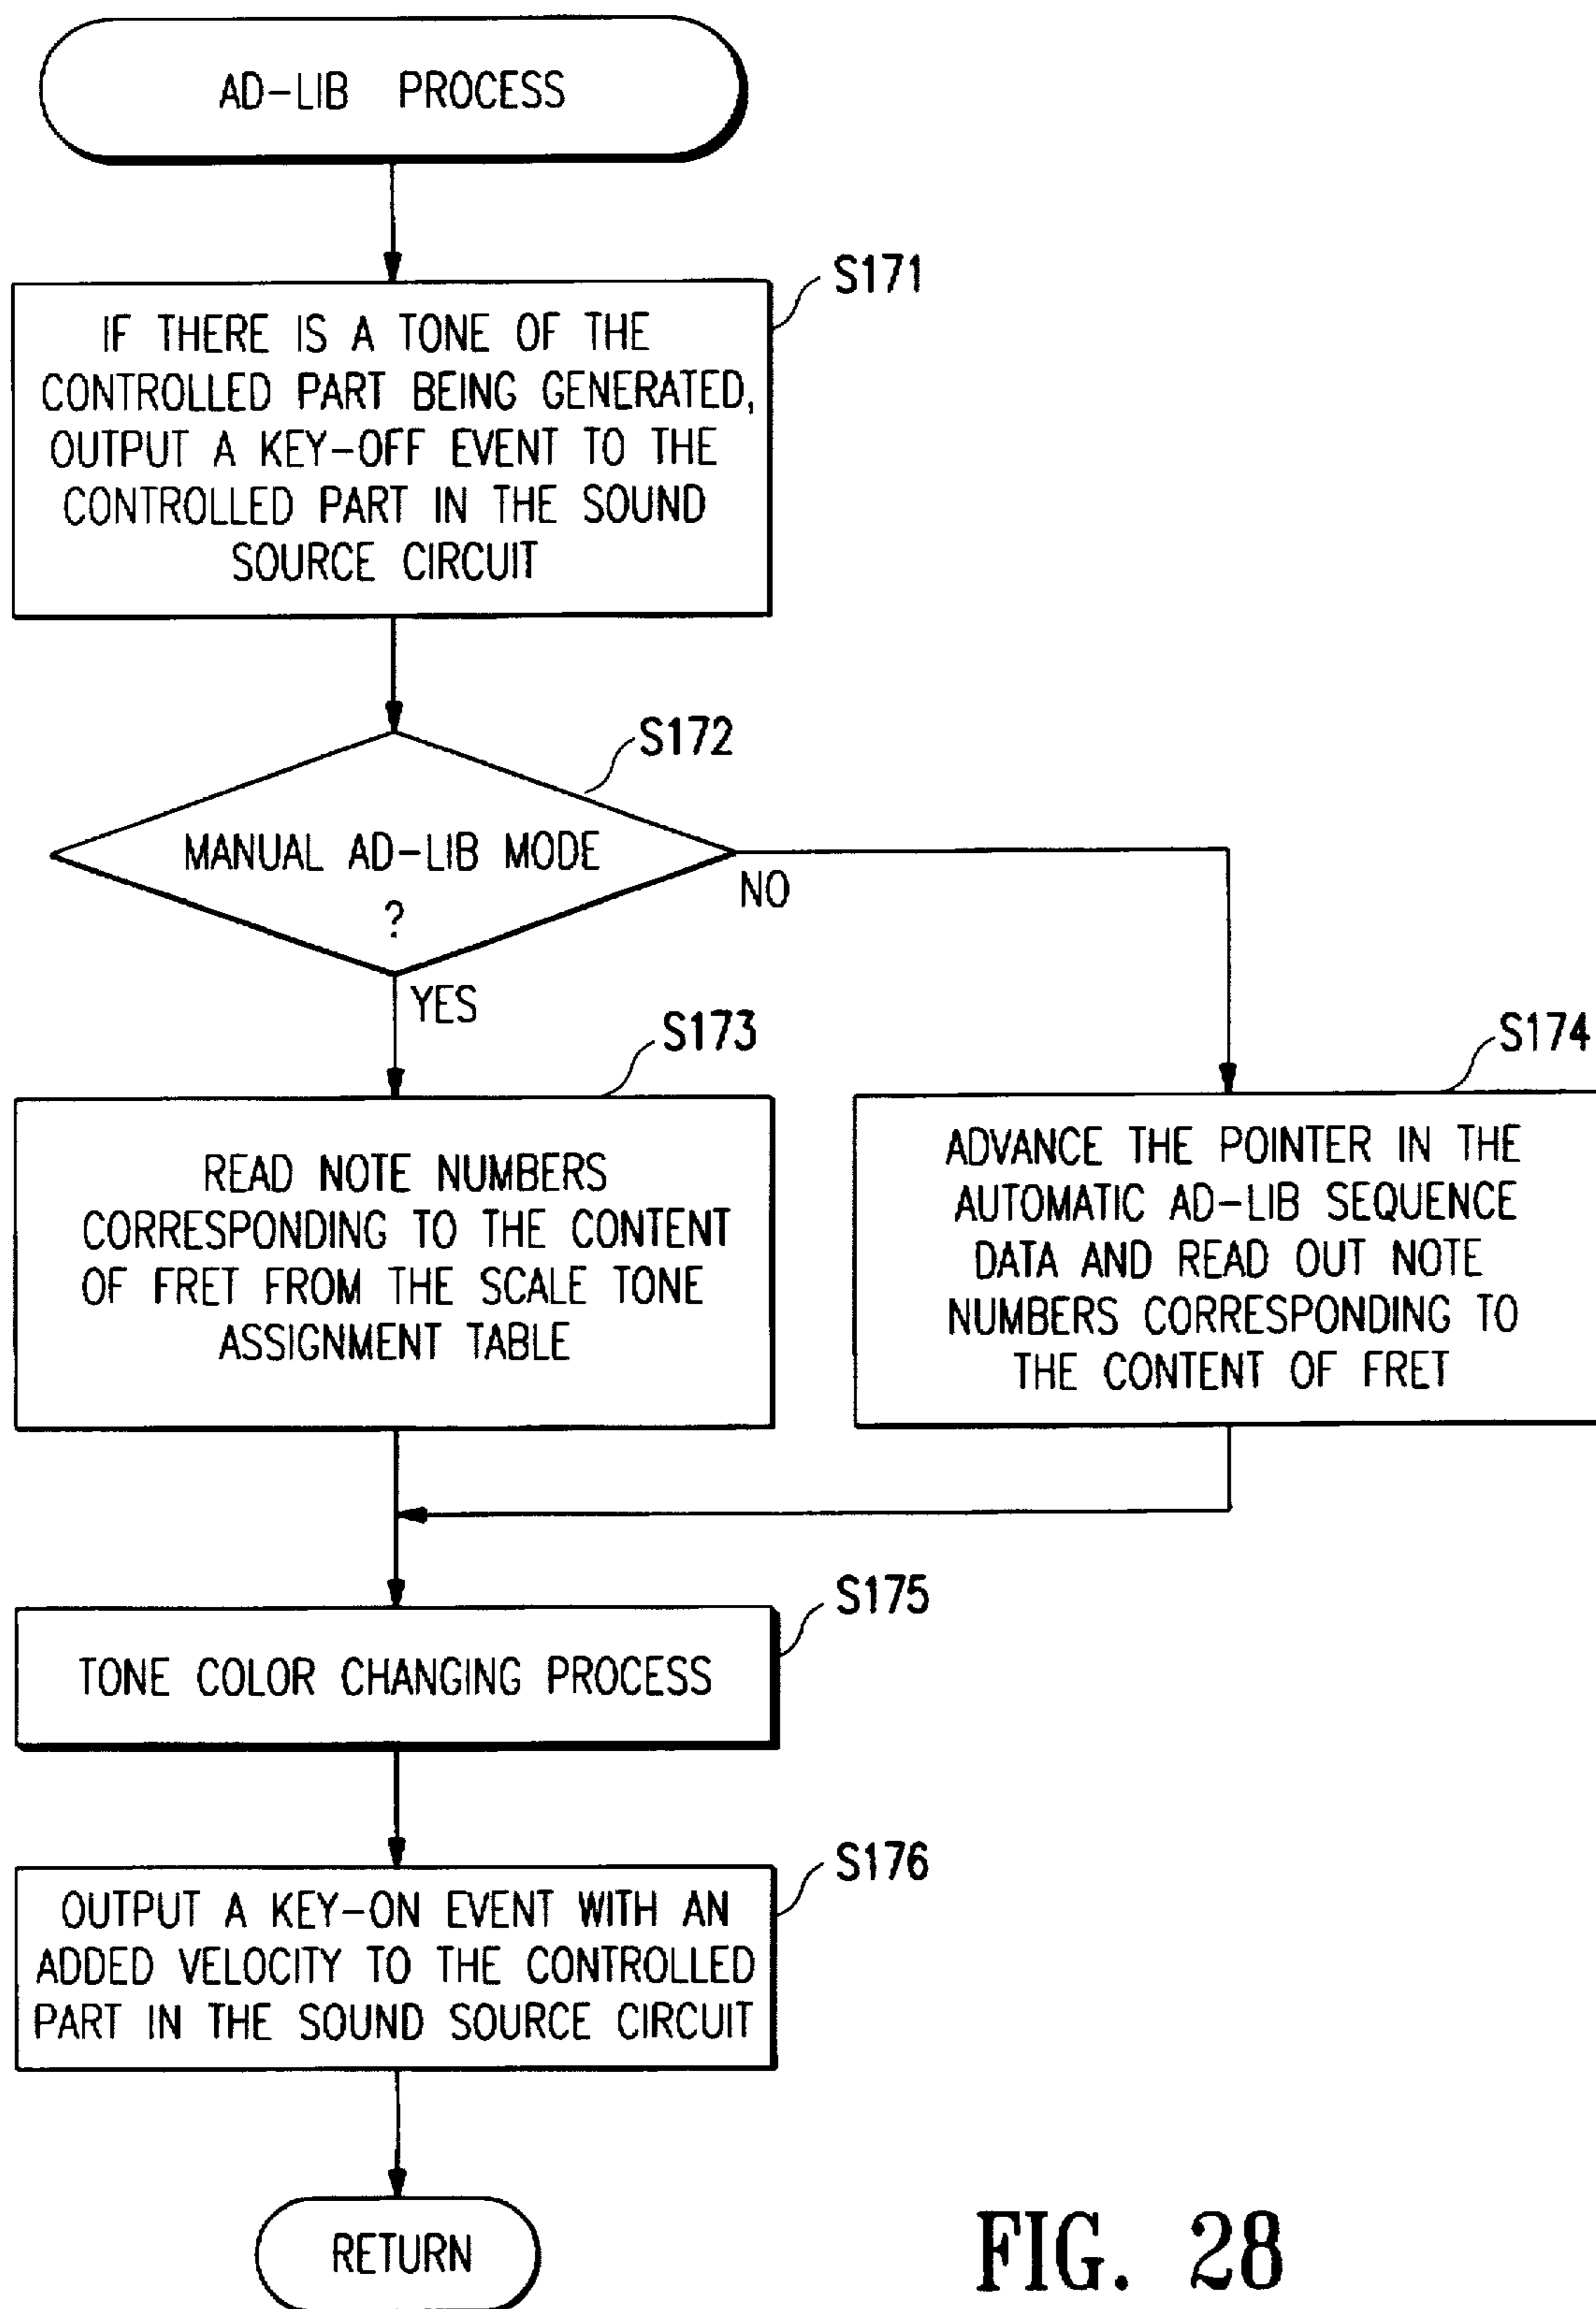 AD-LIB PROCESS
S171
IF THERE IS A TONE OF THE
CONTROLLED PART BEING GENERATED,
OUTPUT A KEY-OFF EVENT TO THE
CONTROLLED PART IN THE SOUND
SOURCE CIRCUIT
S172
MANUAL AD-LIB MODE
?
NO
YES
S173
READ NOTE NUMBERS
CORRESPONDING TO THE CONTENT
OF FRET FROM THE SCALE TONE
ASSIGNMENT TABLE
S174
ADVANCE THE POINTER IN THE
AUTOMATIC AD-LIB SEQUENCE
DATA AND READ OUT NOTE
NUMBERS CORRESPONDING TO
THE CONTENT OF FRET
S175
TONE COLOR CHANGING PROCESS
S176
OUTPUT A KEY-ON EVENT WITH AN
ADDED VELOCITY TO THE CONTROLLED
PART IN THE SOUND SOURCE CIRCUIT
RETURN
FIG. 28